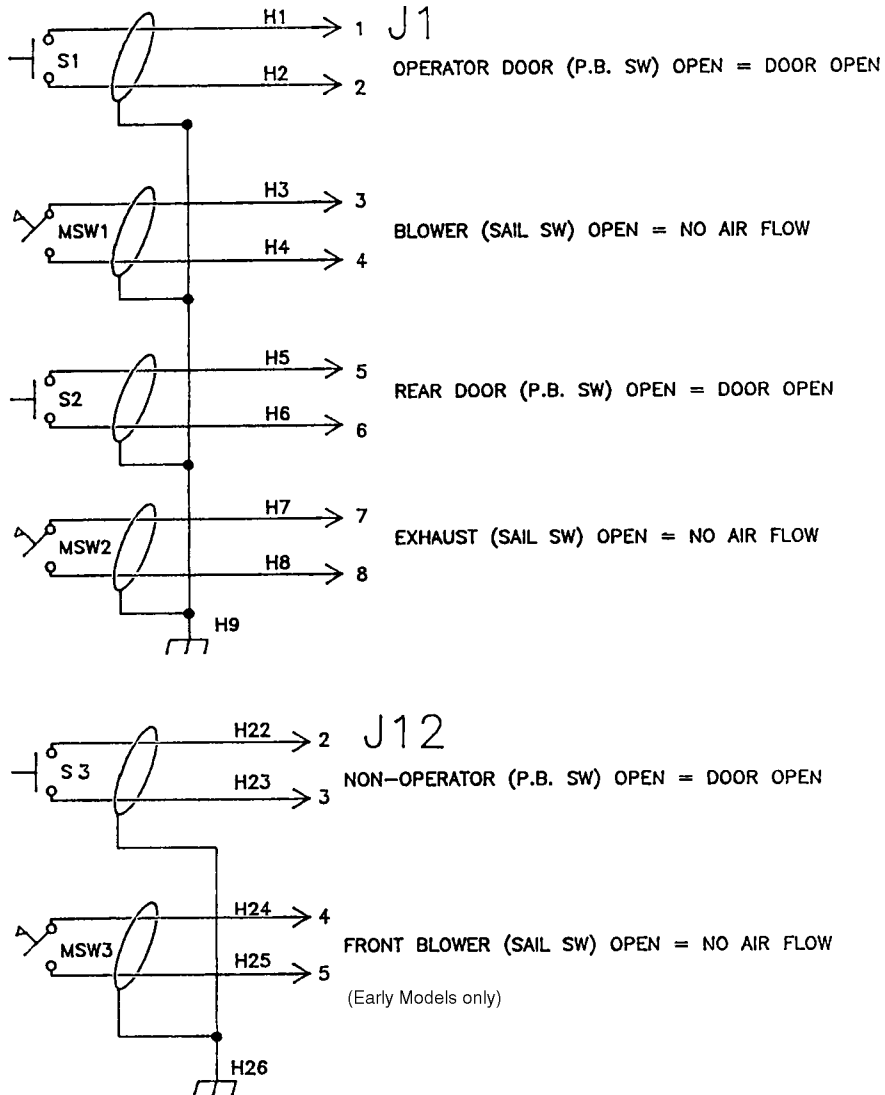 H1
1 J1
S1
OPERATOR DOOR (P.B. SW) OPEN = DOOR OPEN
H2
2
H3
3
MSW1
BLOWER (SAIL SW) OPEN = NO AIR FLOW
H4
4
H5
5
S2
REAR DOOR (P.B. SW) OPEN = DOOR OPEN
H6
6
H7
7
MSW2
EXHAUST (SAIL SW) OPEN = NO AIR FLOW
H8
8
H9
H22
2 J12
S3
NON-OPERATOR (P.B. SW) OPEN = DOOR OPEN
H23
3
H24
4
MSW3
FRONT BLOWER (SAIL SW) OPEN = NO AIR FLOW
H25
5
(Early Models only)
H26